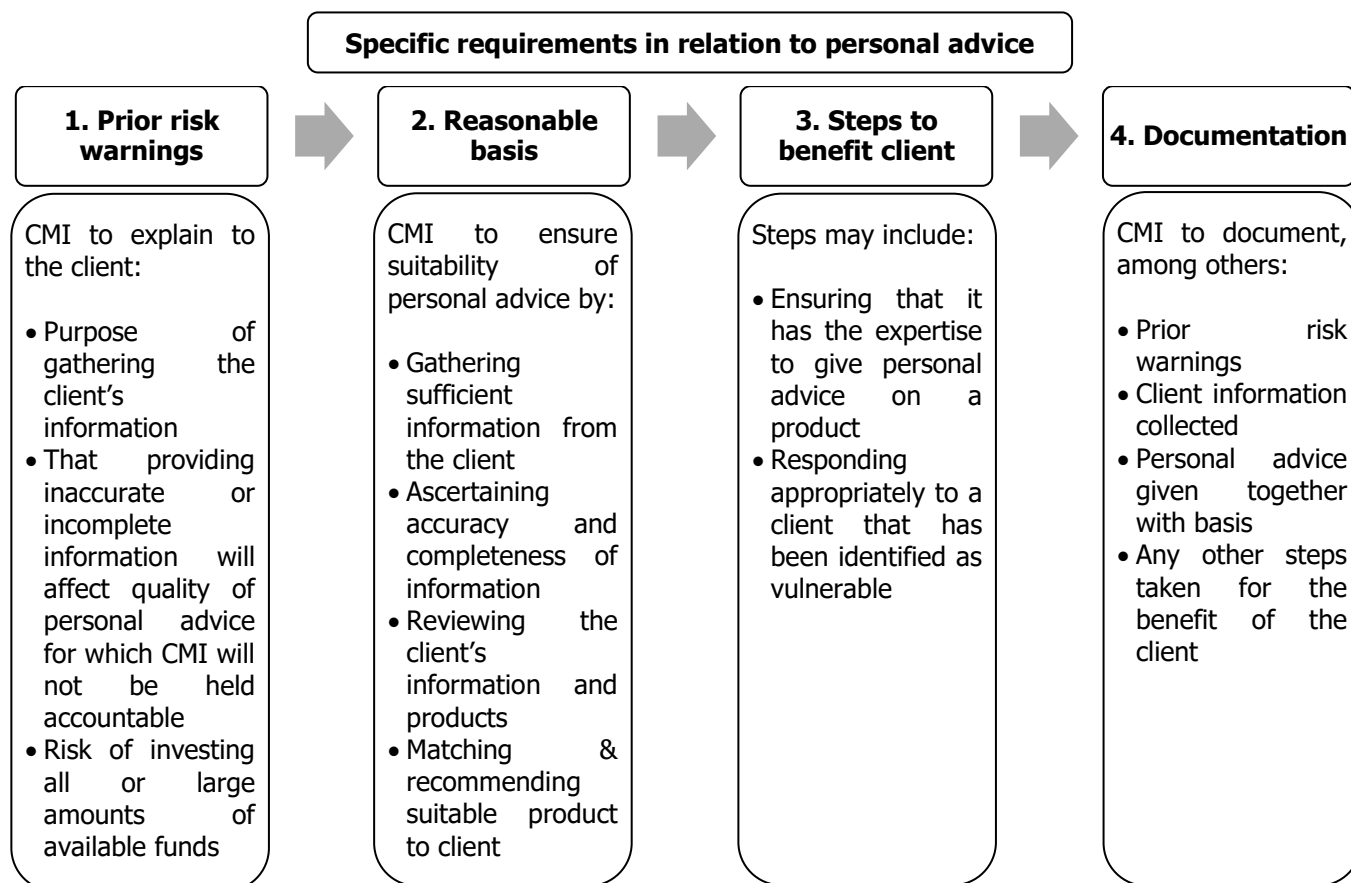 Specific requirements in relation to personal advice
1. Prior risk
warnings
CMI to explain to
the client:
• Purpose of
gathering the
client's
information
• That providing
inaccurate or
incomplete
information will
affect quality of
personal advice
for which CMI will
not be held
accountable
• Risk of investing
all or large
amounts of
available funds
2. Reasonable
basis
CMI to ensure
suitability of
personal advice by:
• Gathering
sufficient
information from
the client
• Ascertaining
accuracy and
completeness of
information
• Reviewing the
client's
information and
products
• Matching &
recommending
suitable product
to client
3. Steps to
benefit client
Steps may include:
• Ensuring that it
has the expertise
to give personal
advice on a
product
• Responding
appropriately to a
client that has
been identified as
vulnerable
4. Documentation
CMI to document,
among others:
• Prior risk
warnings
• Client information
collected
• Personal advice
given together
with basis
• Any other steps
taken for the
benefit of the
client